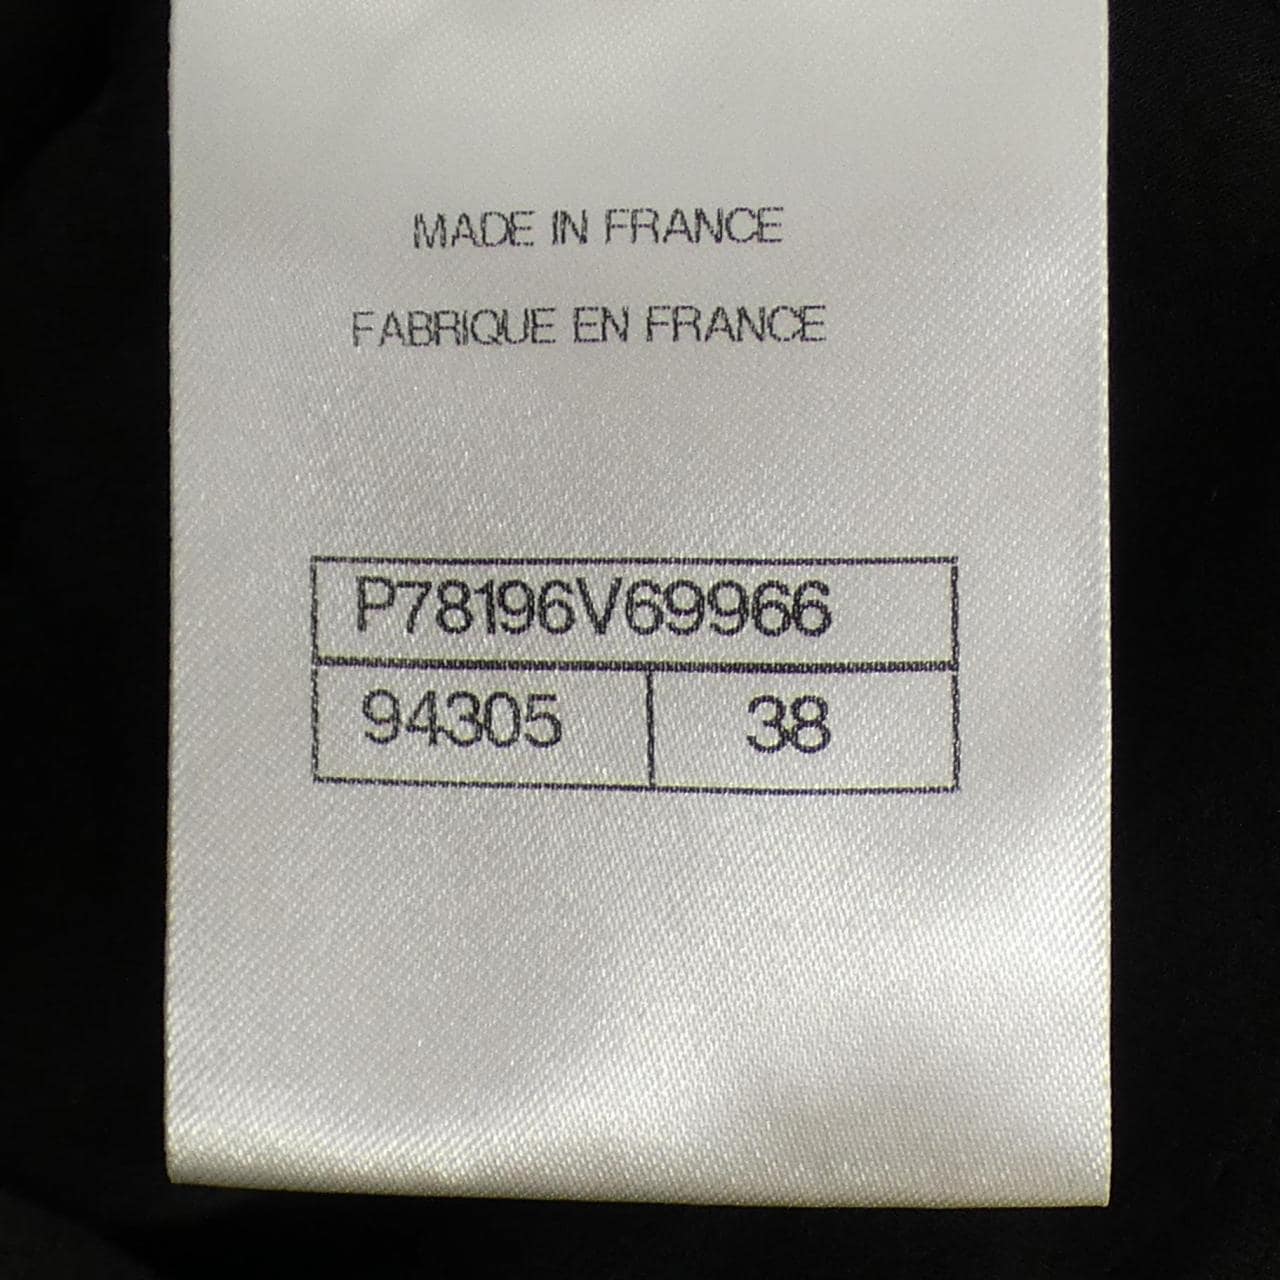 MADE IN FRANCE
FABRIQUE EN FRANCE
P78196V69966
94305 38